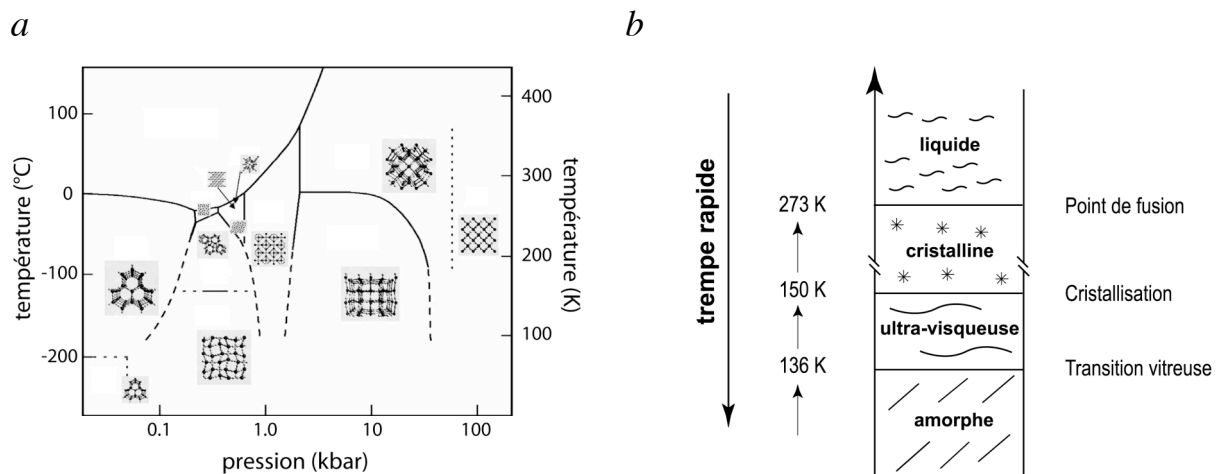 a
100
0
-100
-200
température (°C)
400
300
200
100
température (K)
0.1
1.0
10
100
pression (kbar)
b
trempe rapide
273 K
150 K
136 K
liquide
cristalline
ultra-visqueuse
amorphe
Point de fusion
Cristallisation
Transition vitreuse